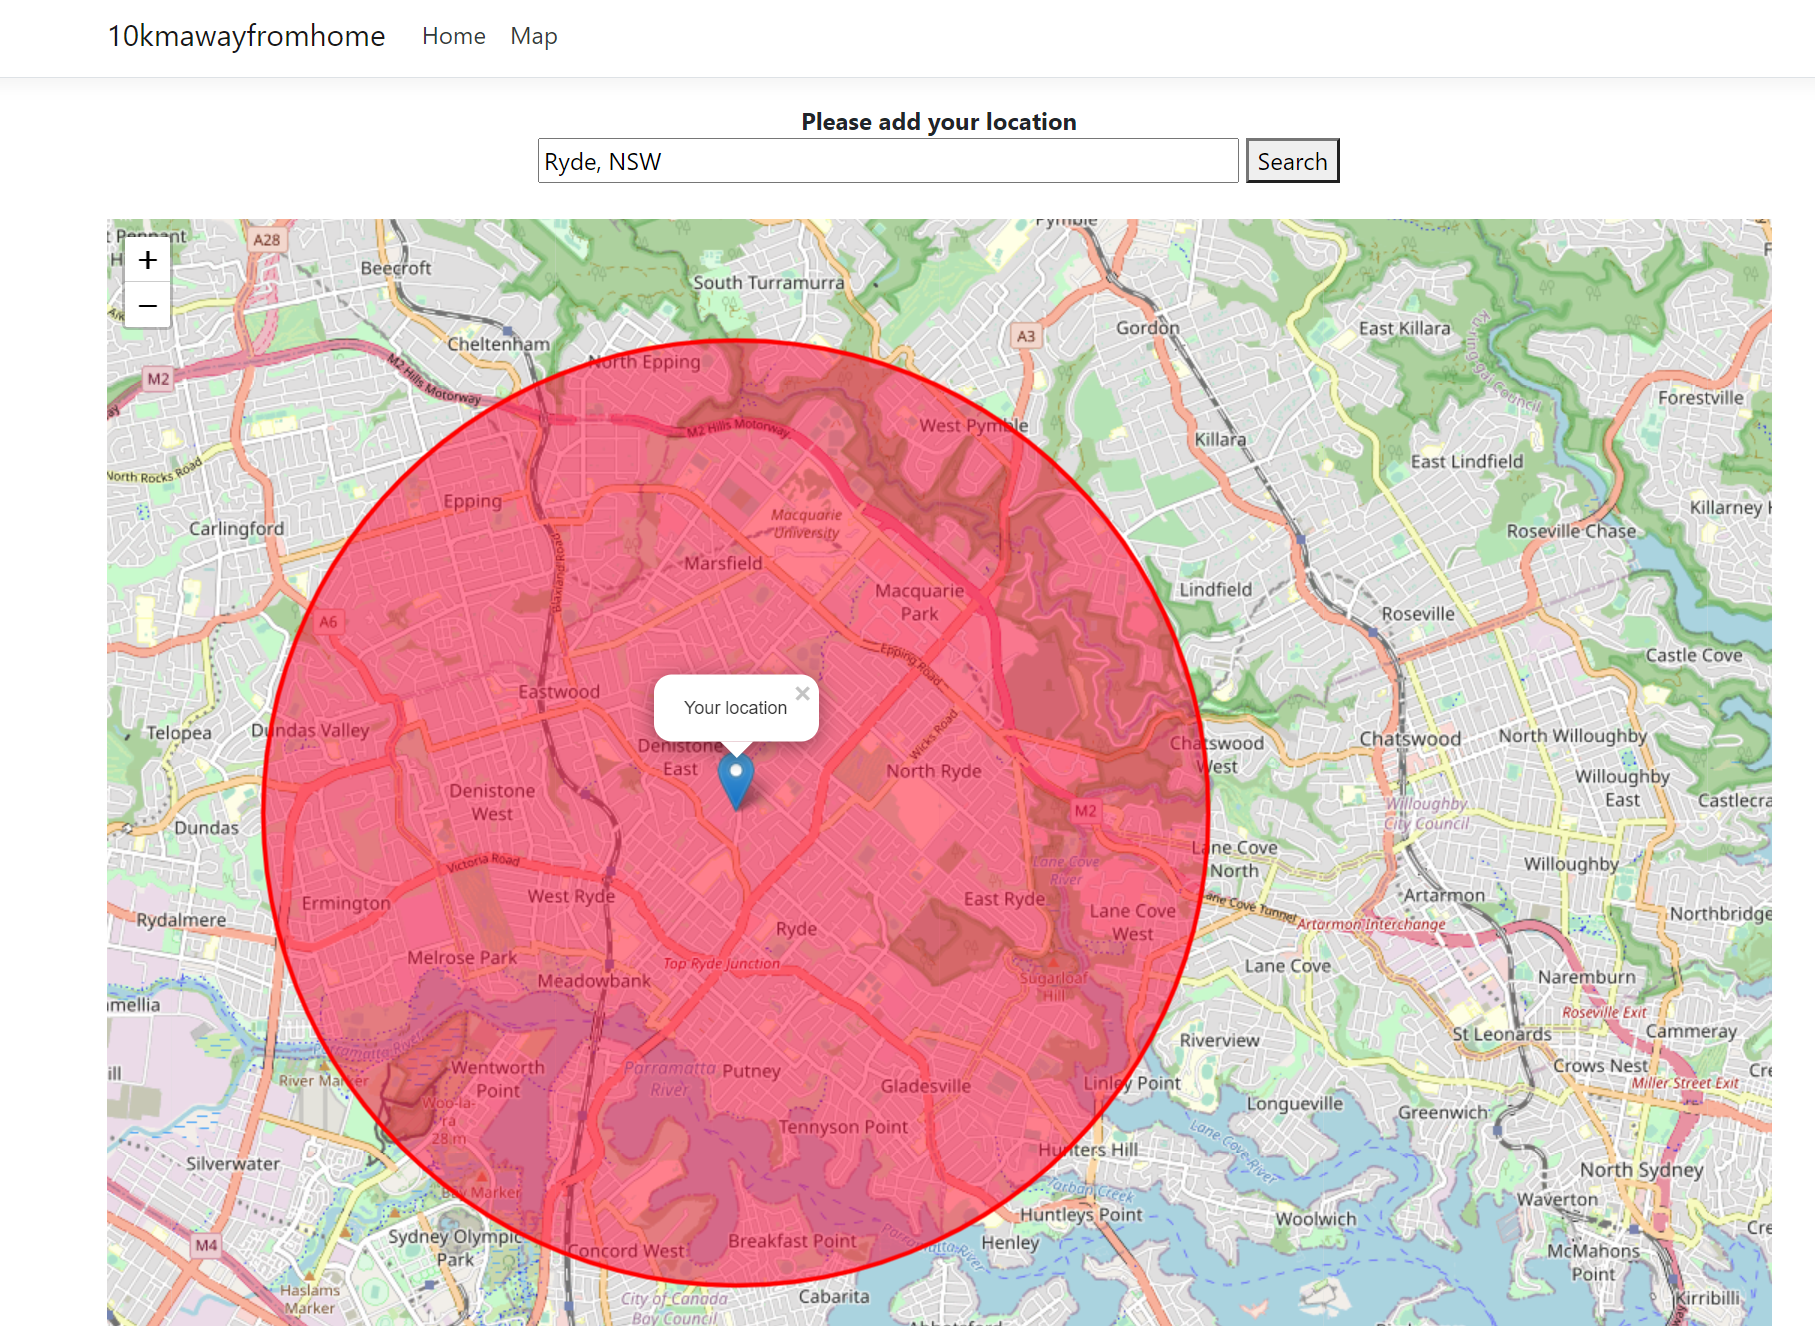 10kmawayfromhome
Home
Map
Please add your location
Ryde, NSW
Search
+
−
A28
Beecroft
South Turramurra
Cheltenham
Gordon
East Killara
A3
M2
M2 Hills Motorway
North Epping
West Pymble
M2 Hills Motorway
Killara
Forestville
East Lindfield
North Rocks Road
Epping
Carlingford
Macquarie
University
Killarney
Roseville Chase
Marsfield
Blaxland Road
Macquarie
Park
Lindfield
Roseville
A6
Epping Road
Castle Cove
Eastwood
Your location
×
Telopea
Dundas Valley
Denistone
East
Wicks Road
Chatswood
West
Chatswood
North Willoughby
North Ryde
Willoughby
East
Denistone
West
M2
Willoughby
City Council
Dundas
Lane Cove
North
Victoria Road
Lane Cove
River
Willoughby
West Ryde
Ermington
East Ryde
Lane Cove
West
Lane Cove Tunnel
Artarmon
Artarmon Interchange
Northbridge
Rydalmere
Ryde
Melrose Park
Top Ryde Junction
Meadowbank
Sugarloaf
Hill
Lane Cove
Naremburn
Roseville Exit
St Leonards
Cammeray
Riverview
Parramatta River
River Marker
Wentworth
Point
Parramatta
River
Putney
Gladesville
Linley Point
Crows Nest
Miller Street Exit
Longueville
Greenwich
Woo-la-
ra
28 m
Tennyson Point
Lane Cove River
Silverwater
Hunters Hill
North Sydney
Bay Marker
Tarban Creek
Waverton
Huntleys Point
Woolwich
M4
Sydney Olympic
Park
Concord West
Breakfast Point
Parramatta River
Henley
McMahons
Point
Haslams
Marker
City of Canada
Bay Council
Cabarita
Kirribilli